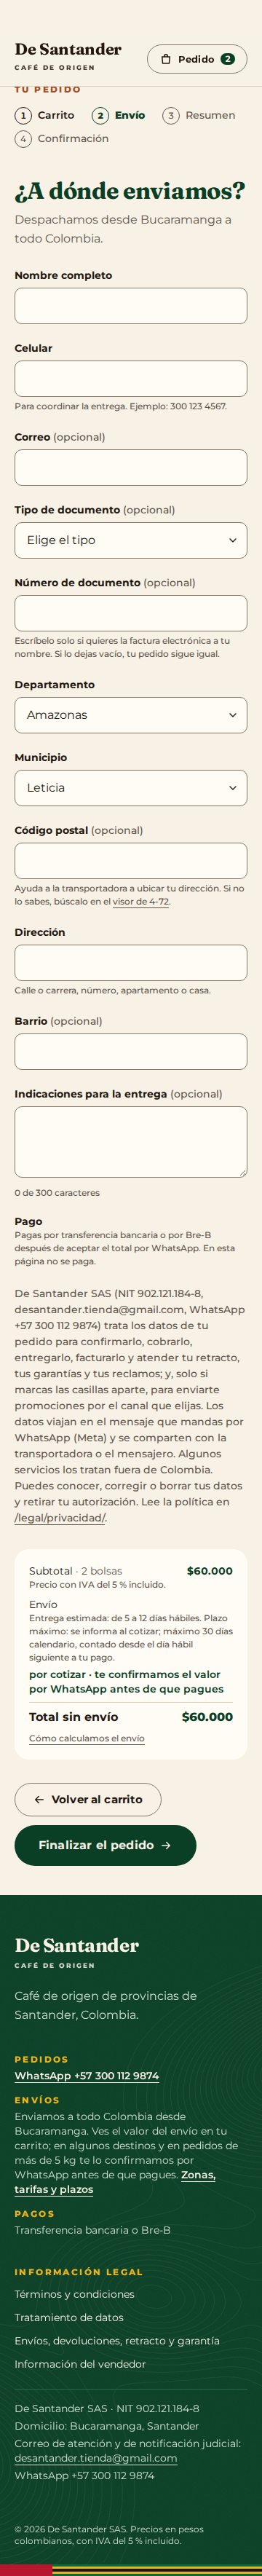 De Santander
CAFÉ DE ORIGEN
Pedido 2
TU PEDIDO
1 Carrito 2 Envío 3 Resumen
4 Confirmación
¿A dónde enviamos?
Despachamos desde Bucaramanga a
todo Colombia.
Nombre completo
Celular
Para coordinar la entrega. Ejemplo: 300 123 4567.
Correo (opcional)
Tipo de documento (opcional)
Elige el tipo
Número de documento (opcional)
Escríbelo solo si quieres la factura electrónica a tu
nombre. Si lo dejas vacío, tu pedido sigue igual.
Departamento
Amazonas
Municipio
Leticia
Código postal (opcional)
Ayuda a la transportadora a ubicar tu dirección. Si no
lo sabes, búscalo en el visor de 4-72.
Dirección
Calle o carrera, número, apartamento o casa.
Barrio (opcional)
Indicaciones para la entrega (opcional)
0 de 300 caracteres
Pago
Pagas por transferencia bancaria o por Bre-B
después de aceptar el total por WhatsApp. En esta
página no se paga.
De Santander SAS (NIT 902.121.184-8,
desantander.tienda@gmail.com, WhatsApp
+57 300 112 9874) trata los datos de tu
pedido para confirmarlo, cobrarlo,
entregarlo, facturarlo y atender tu retracto,
tus garantías y tus reclamos; y, solo si
marcas las casillas aparte, para enviarte
promociones por el canal que elijas. Los
datos viajan en el mensaje que mandas por
WhatsApp (Meta) y se comparten con la
transportadora o el mensajero. Algunos
servicios los tratan fuera de Colombia.
Puedes conocer, corregir o borrar tus datos
y retirar tu autorización. Lee la política en
/legal/privacidad/.
Subtotal · 2 bolsas $60.000
Precio con IVA del 5 % incluido.
Envío
Entrega estimada: de 5 a 12 días hábiles. Plazo
máximo: se informa al cotizar; máximo 30 días
calendario, contado desde el día hábil
siguiente a tu pago.
por cotizar · te confirmamos el valor
por WhatsApp antes de que pagues
Total sin envío $60.000
Cómo calculamos el envío
← Volver al carrito
Finalizar el pedido →
De Santander
CAFÉ DE ORIGEN
Café de origen de provincias de
Santander, Colombia.
PEDIDOS
WhatsApp +57 300 112 9874
ENVÍOS
Enviamos a todo Colombia desde
Bucaramanga. Ves el valor del envío en tu
carrito; en algunos destinos y en pedidos de
más de 5 kg te lo confirmamos por
WhatsApp antes de que pagues. Zonas,
tarifas y plazos
PAGOS
Transferencia bancaria o Bre-B
INFORMACIÓN LEGAL
Términos y condiciones
Tratamiento de datos
Envíos, devoluciones, retracto y garantía
Información del vendedor
De Santander SAS · NIT 902.121.184-8
Domicilio: Bucaramanga, Santander
Correo de atención y de notificación judicial:
desantander.tienda@gmail.com
WhatsApp +57 300 112 9874
© 2026 De Santander SAS. Precios en pesos
colombianos, con IVA del 5 % incluido.